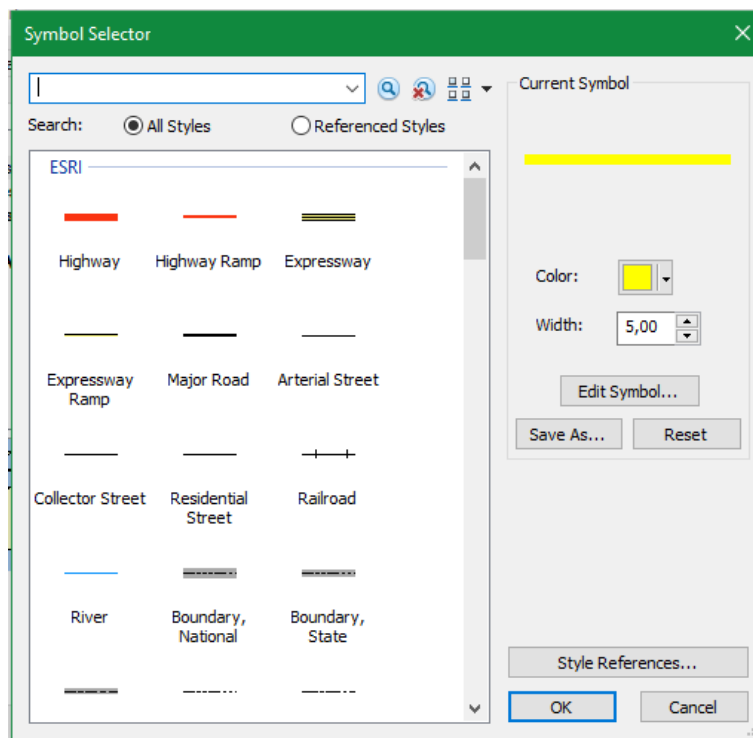 Symbol Selector
Search:
All Styles
Referenced Styles
ESRI
Highway
Highway Ramp
Expressway
Expressway
Ramp
Major Road
Arterial Street
Collector Street
Residential
Street
Railroad
River
Boundary,
National
Boundary,
State
Current Symbol
Color:
Width:
5,00
Edit Symbol...
Save As...
Reset
Style References...
OK
Cancel